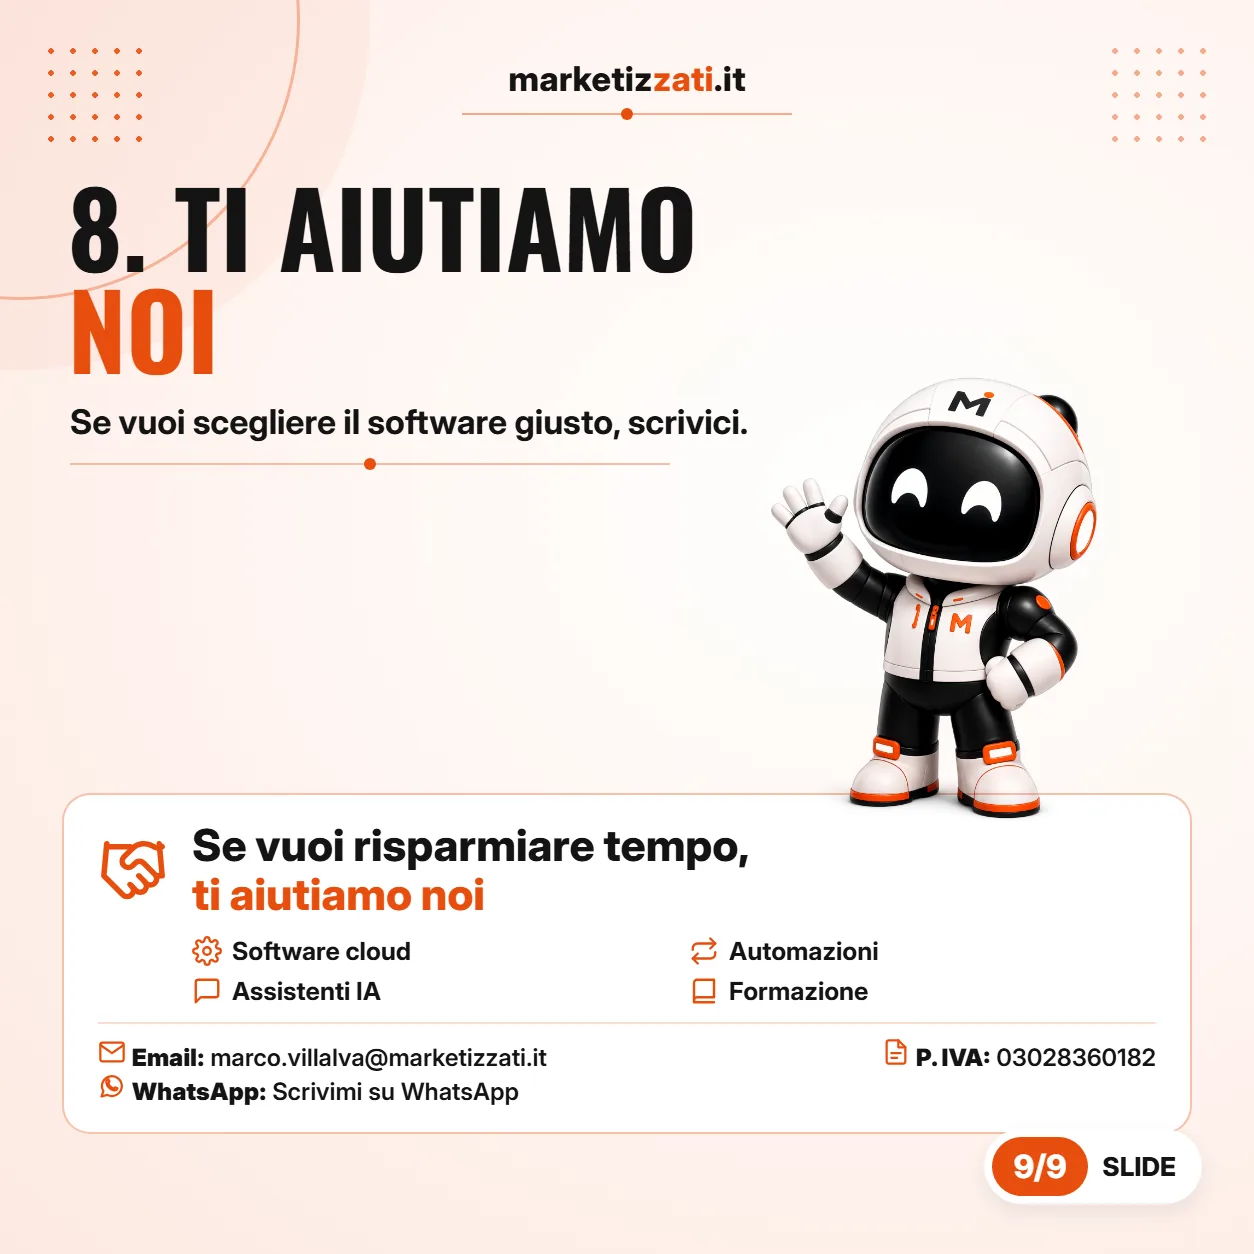 marketizzati.it
8. TI AIUTIAMO
NOI
Se vuoi scegliere il software giusto, scrivici.
M
M
Se vuoi risparmiare tempo,
ti aiutiamo noi
Software cloud
Automazioni
Assistenti IA
Formazione
Email: marco.villalva@marketizzati.it
P.IVA: 03028360182
WhatsApp: Scrivimi su WhatsApp
9/9 SLIDE